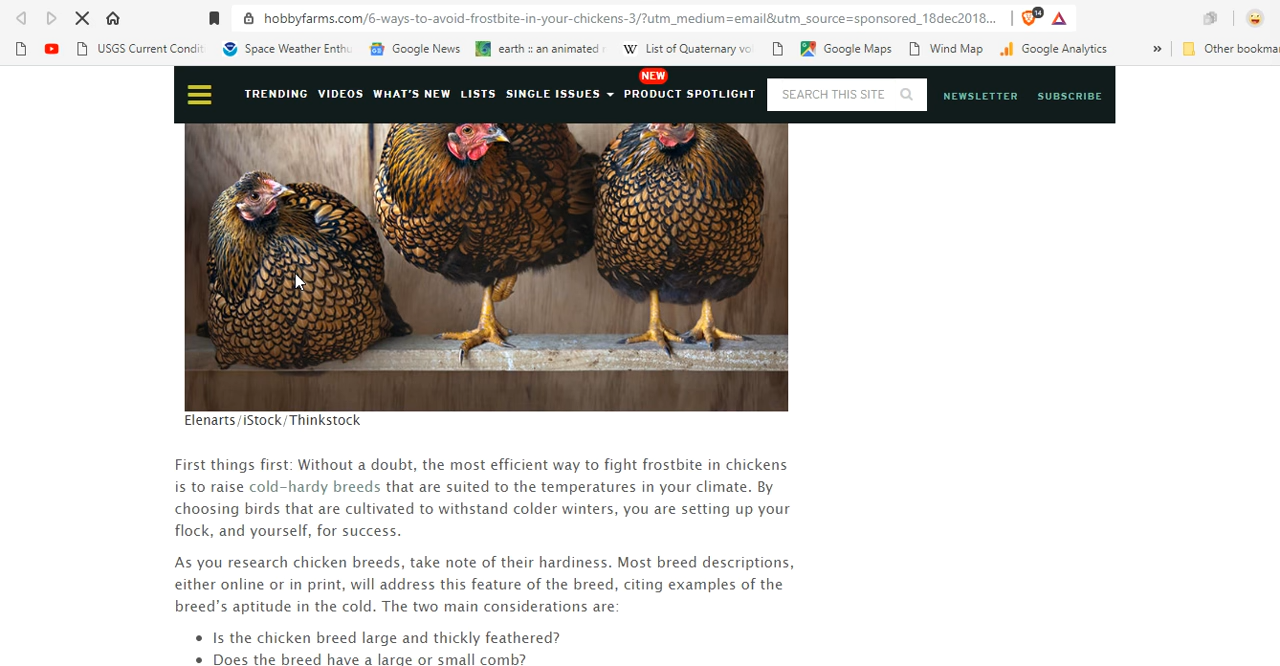 hobbyfarms.com/6-ways-to-avoid-frostbite-in-your-chickens-3/?utm_medium=email&utm_source=sponsored_18dec2018...
14
USGS Current Condit
Space Weather Enthu
Google News
earth :: an animated
List of Quaternary vo
Google Maps
Wind Map
Google Analytics
»
Other bookma
TRENDING
VIDEOS
WHAT'S NEW
LISTS
SINGLE ISSUES
NEW
PRODUCT SPOTLIGHT
SEARCH THIS SITE
NEWSLETTER
SUBSCRIBE
Elenarts/iStock/Thinkstock
First things first: Without a doubt, the most efficient way to fight frostbite in chickens
is to raise cold-hardy breeds that are suited to the temperatures in your climate. By
choosing birds that are cultivated to withstand colder winters, you are setting up your
flock, and yourself, for success.
As you research chicken breeds, take note of their hardiness. Most breed descriptions,
either online or in print, will address this feature of the breed, citing examples of the
breed's aptitude in the cold. The two main considerations are:
• Is the chicken breed large and thickly feathered?
• Does the breed have a large or small comb?